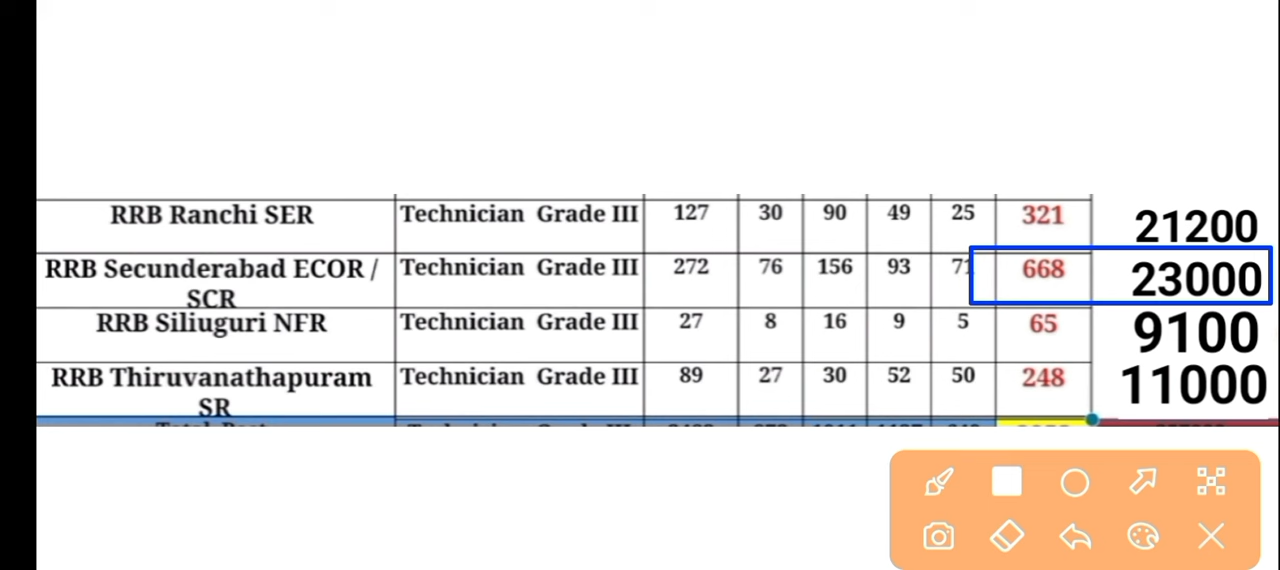 RRB Ranchi SER Technician Grade III 127 30 90 49 25 321 21200
RRB Secunderabad ECOR / Technician Grade III 272 76 156 93 71 668 23000
SCR
RRB Siliuguri NFR Technician Grade III 27 8 16 9 5 65 9100
RRB Thiruvanathapuram Technician Grade III 89 27 30 52 50 248 11000
SR